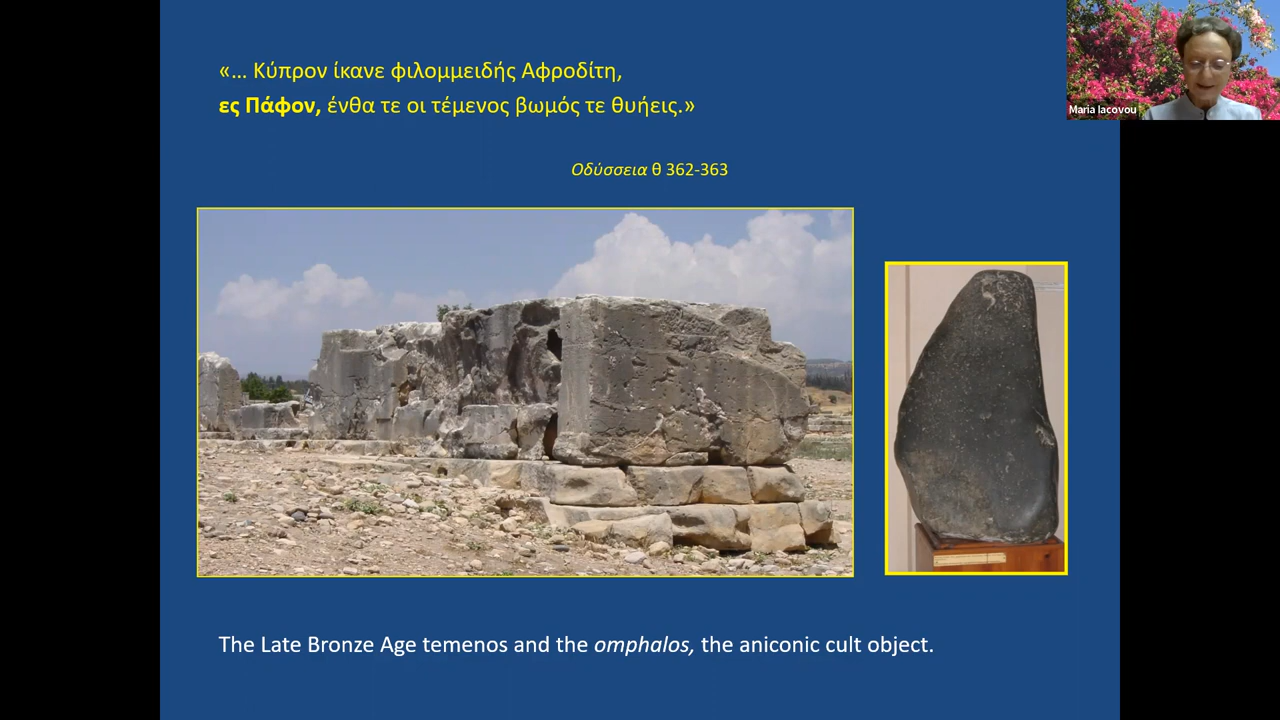 «… Κύπρον ίκανε φιλομμειδής Αφροδίτη,
ες Πάφον, ένθα τε οι τέμενος βωμός τε θυήεις.»
Οδύσσεια θ 362-363
Maria Iacovou
The Late Bronze Age temenos and the omphalos, the aniconic cult object.